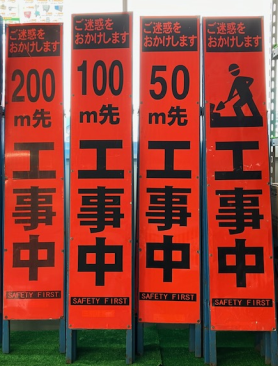 ご迷惑を
おかけします
200
m先
工事中
SAFETY FIRST
ご迷惑を
おかけします
100
m先
工事中
SAFETY FIRST
ご迷惑を
おかけします
50
m先
工事中
SAFETY FIRST
ご迷惑を
おかけします
工事中
SAFETY FIRST